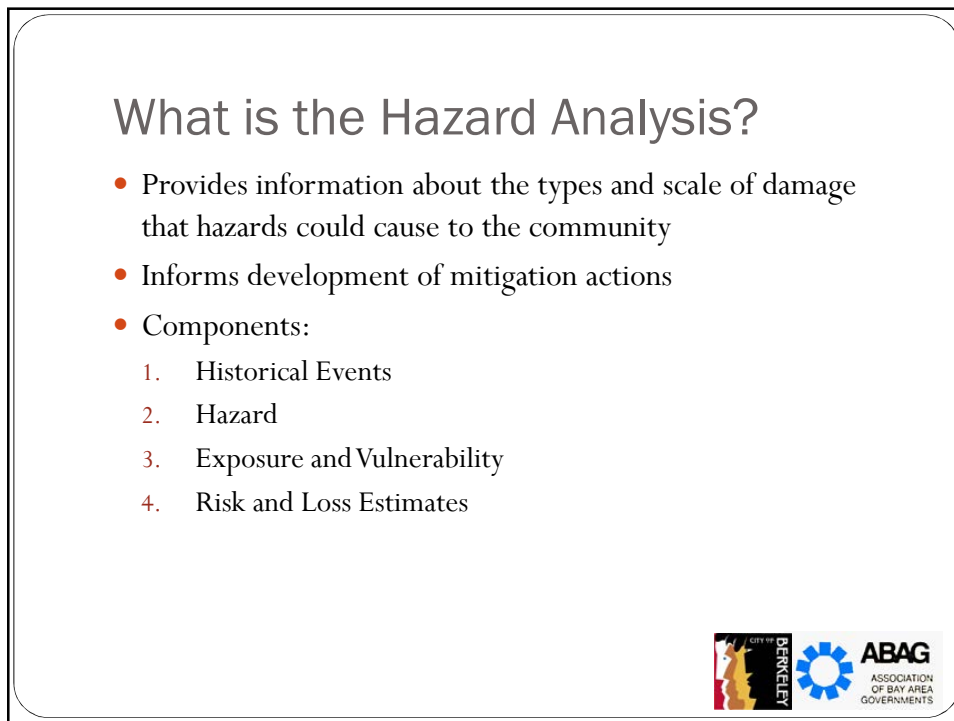 What is the Hazard Analysis?
• Provides information about the types and scale of damage
that hazards could cause to the community
• Informs development of mitigation actions
• Components:
1. Historical Events
2. Hazard
3. Exposure and Vulnerability
4. Risk and Loss Estimates
CITY OF
BERKELEY
ABAG
ASSOCIATION
OF BAY AREA
GOVERNMENTS